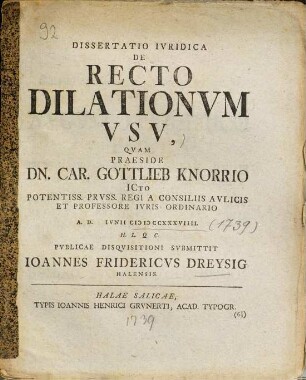 92
DISSERTATIO IVRIDICA
DE
RECTO
DILATIONVM
VSV,
QVAM
PRAESIDE
DN. CAR. GOTTLIEB KNORRIO
ICTO
POTENTISS. PRVSS. REGI A CONSILIIS AVLICIS
ET PROFESSORE IVRIS ORDINARIO
A. D. IVNII CIƆIƆCCXXXVIIII. (1739)
H. L. Q. C.
PVBLICAE DISQVISITIONI SVBMITTIT
IOANNES FRIDERICVS DREYSIG
HALENSIS.
HALAE SALICAE,
TYPIS IOANNIS HENRICI GRVNERTI, ACAD. TYPOGR.
1739